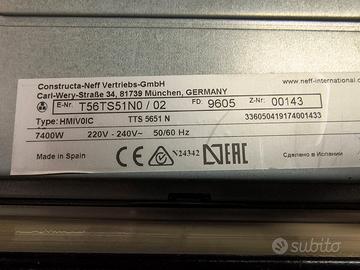 Constructa-Neff Vertriebs-GmbH
Carl-Wery-Straße 34, 81739 München, GERMANY
www.neff-international.
E-Nr. T56TS51N0 / 02 FD: 9605 Z-Nr: 00143
Type: HMIV0IC TTS 5651 N 336050419174001433
7400W 220V - 240V~ 50/60 Hz
Made in Spain N24342 EAC Сделано в Испании
subito